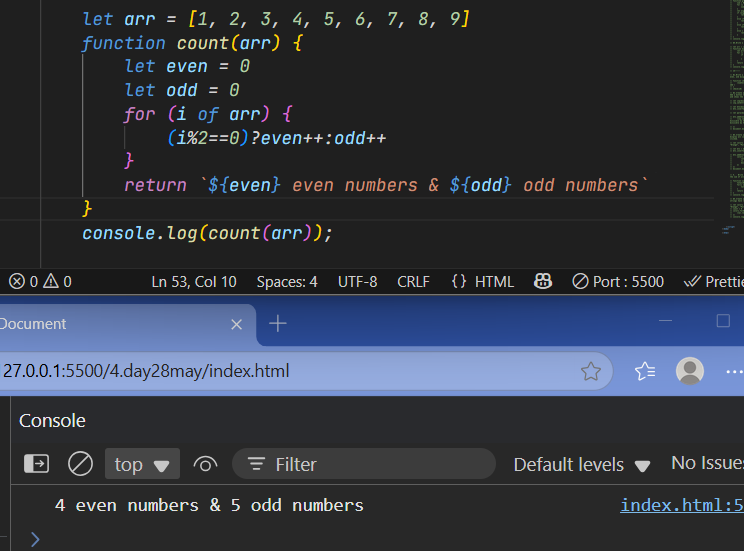 let arr = [1, 2, 3, 4, 5, 6, 7, 8, 9]
function count(arr) {
let even = 0
let odd = 0
for (i of arr) {
(i%2==0)?even++:odd++
}
return `${even} even numbers & ${odd} odd numbers`
}
console.log(count(arr));
0 0 Ln 53, Col 10 Spaces: 4 UTF-8 CRLF {} HTML Port : 5500 Prettie
Document
27.0.0.1:5500/4.day28may/index.html
Console
top Filter Default levels No Issues
4 even numbers & 5 odd numbers index.html:5